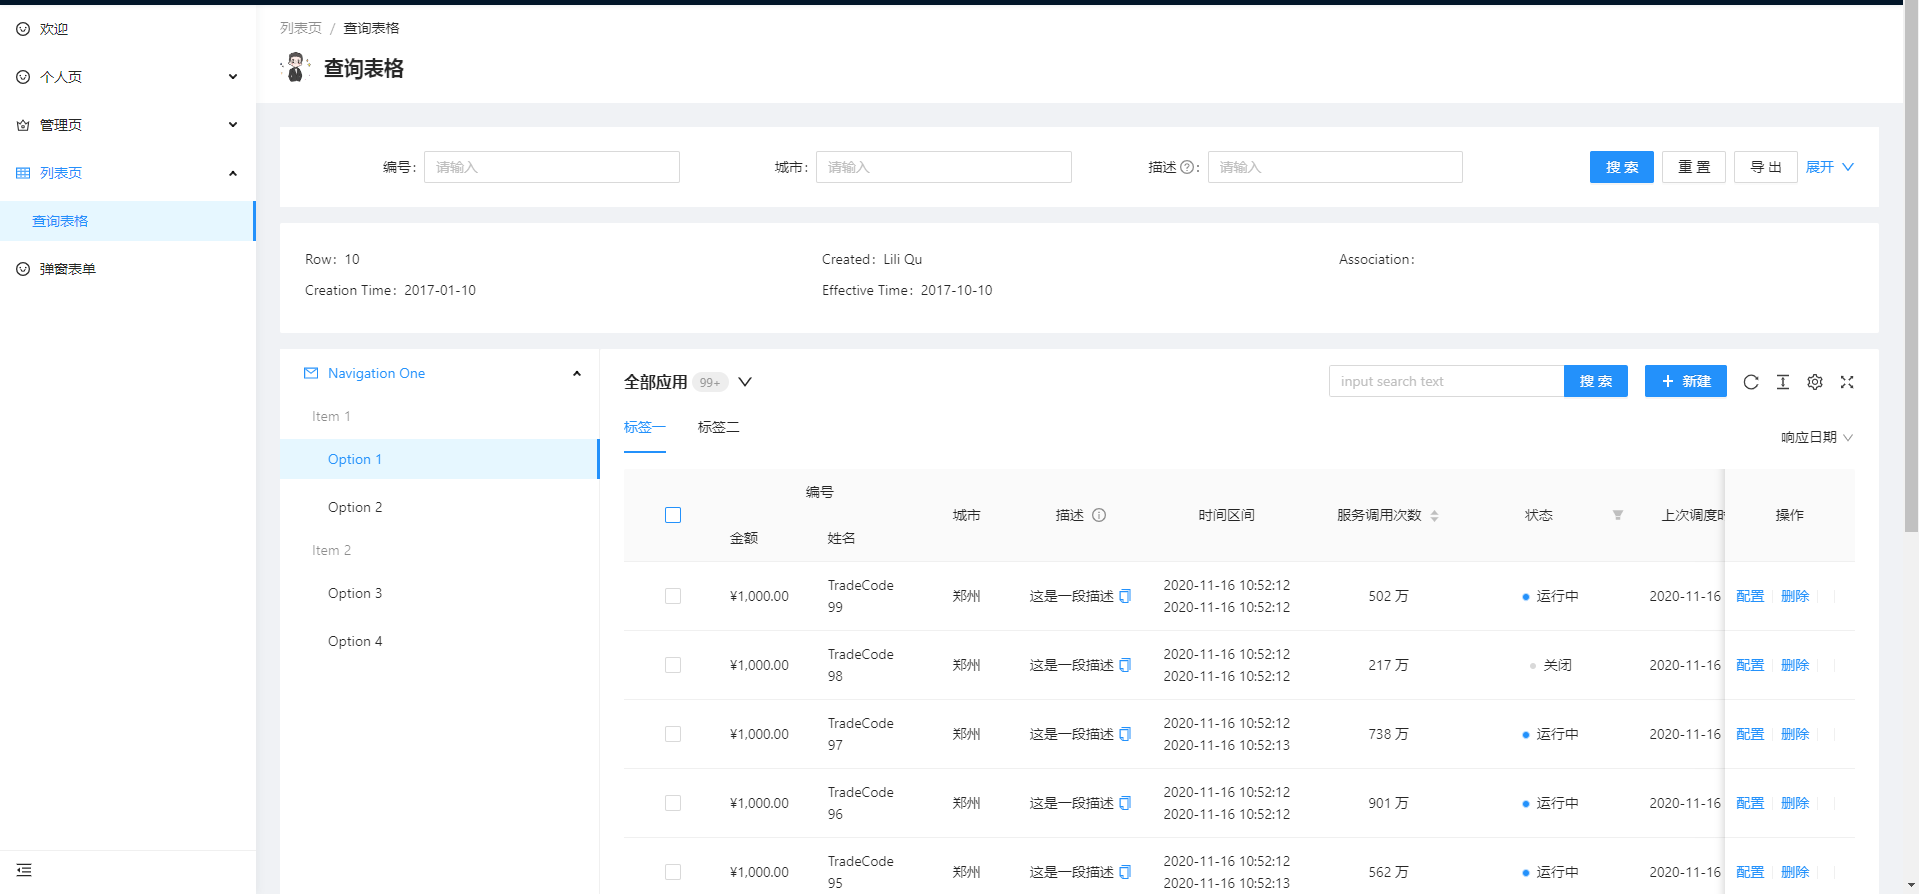 欢迎
个人页
管理页
列表页
查询表格
弹窗表单
列表页 / 查询表格
查询表格
编号: 请输入 城市: 请输入 描述 : 请输入 搜 索 重 置 导 出 展开
Row: 10 Created: Lili Qu Association:
Creation Time: 2017-01-10 Effective Time: 2017-10-10
Navigation One
Item 1
Option 1
Option 2
Item 2
Option 3
Option 4
全部应用 99+ input search text 搜 索 + 新建
标签一 标签二
响应日期
编号
金额 姓名 城市 描述 时间区间 服务调用次数 状态 上次调度 操作
¥1,000.00 TradeCode 郑州 这是一段描述 2020-11-16 10:52:12 502 万 运行中 2020-11-16 配置 删除
99 2020-11-16 10:52:12
¥1,000.00 TradeCode 郑州 这是一段描述 2020-11-16 10:52:12 217 万 关闭 2020-11-16 配置 删除
98 2020-11-16 10:52:12
¥1,000.00 TradeCode 郑州 这是一段描述 2020-11-16 10:52:12 738 万 运行中 2020-11-16 配置 删除
97 2020-11-16 10:52:13
¥1,000.00 TradeCode 郑州 这是一段描述 2020-11-16 10:52:12 901 万 运行中 2020-11-16 配置 删除
96 2020-11-16 10:52:12
¥1,000.00 TradeCode 郑州 这是一段描述 2020-11-16 10:52:12 562 万 运行中 2020-11-16 配置 删除
95 2020-11-16 10:52:13